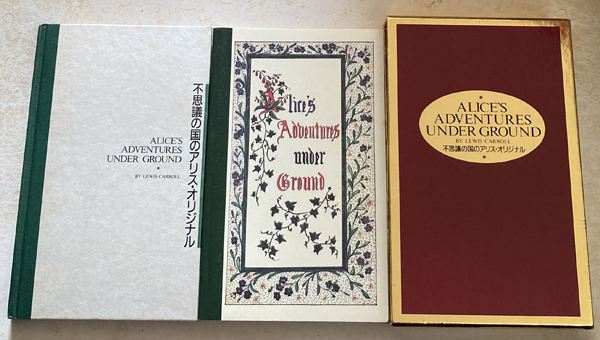 ALICE'S
ADVENTURES
UNDER GROUND
BY LEWIS CARROLL
不思議の国のアリス・オリジナル
Alice's
Adventures
under
Ground
ALICE'S
ADVENTURES
UNDER GROUND
BY LEWIS CARROLL
不思議の国のアリス・オリジナル